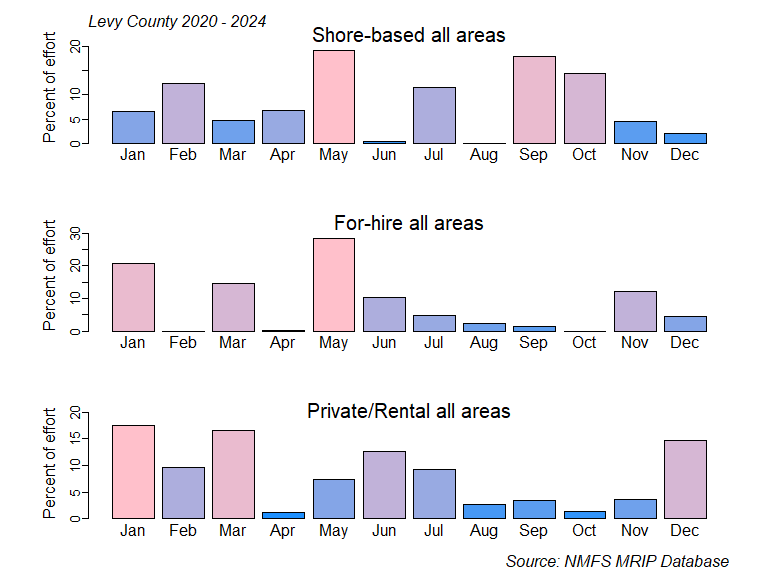 Levy County 2020 - 2024
Shore-based all areas
Percent of effort
20
10
5
0
Jan Feb Mar Apr May Jun Jul Aug Sep Oct Nov Dec
For-hire all areas
Percent of effort
30
20
10
0
Jan Feb Mar Apr May Jun Jul Aug Sep Oct Nov Dec
Private/Rental all areas
Percent of effort
20
15
10
5
0
Jan Feb Mar Apr May Jun Jul Aug Sep Oct Nov Dec
Source: NMFS MRIP Database